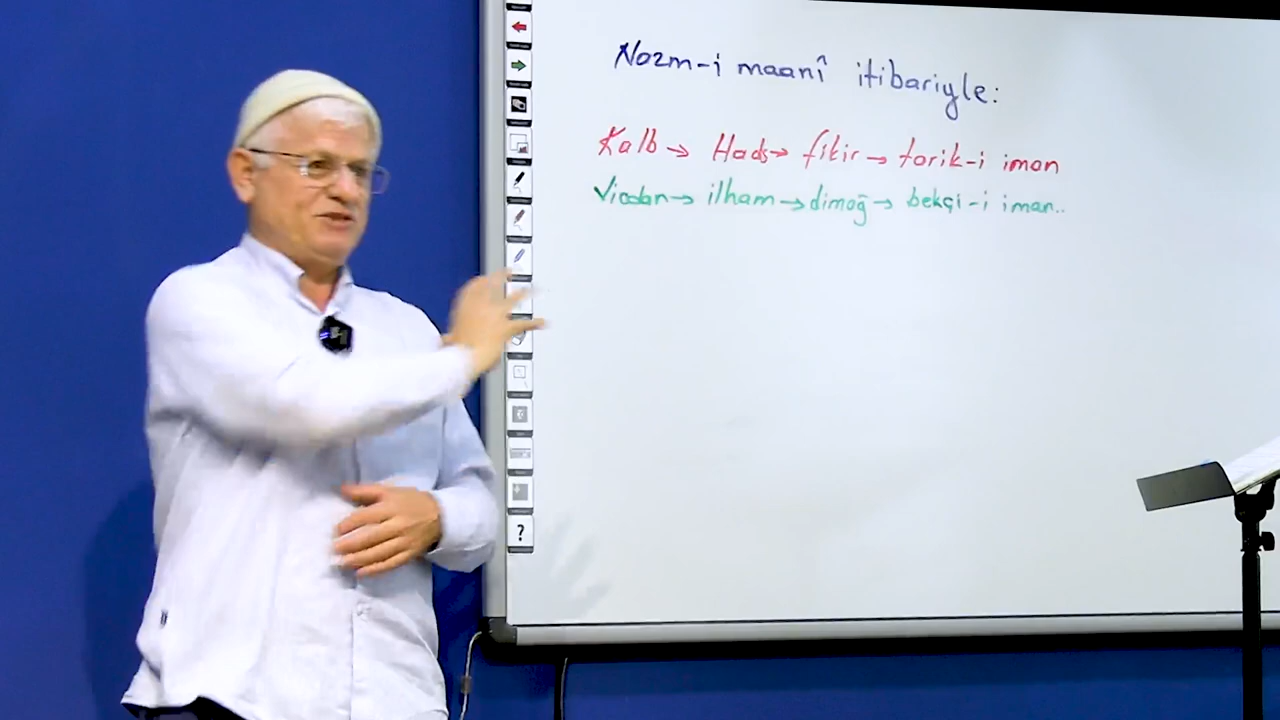 Nazm-i maanî itibariyle:
Kalb → Hads → fikir → tarik-i iman
Vicdan → ilham → dimağ → bekçi-i iman..
?